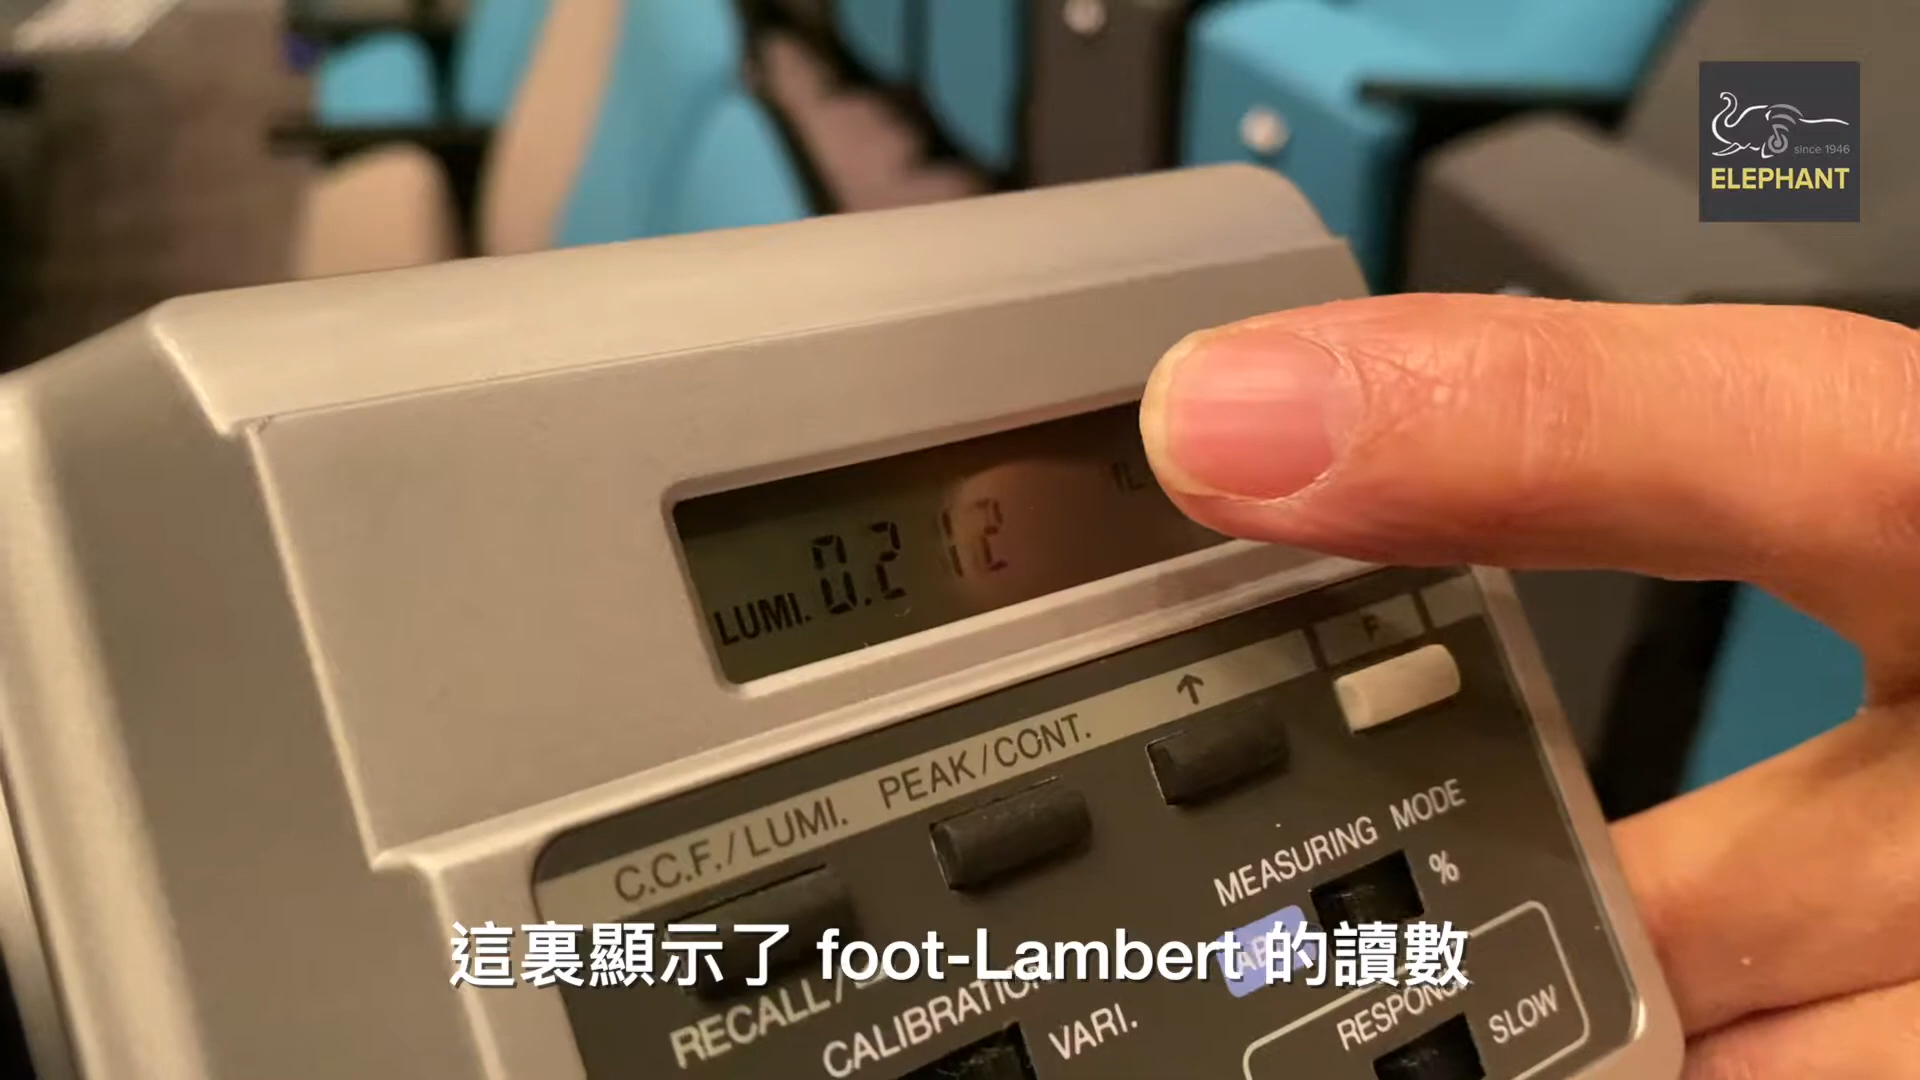 since 1946
ELEPHANT
LUMI. 0.212
F
↑
C.C.F./LUMI. PEAK/CONT.
MEASURING MODE
%
這裏顯示了 foot-Lambert 的讀數
RECALL/
CALIBRATION
VARI.
SLOW